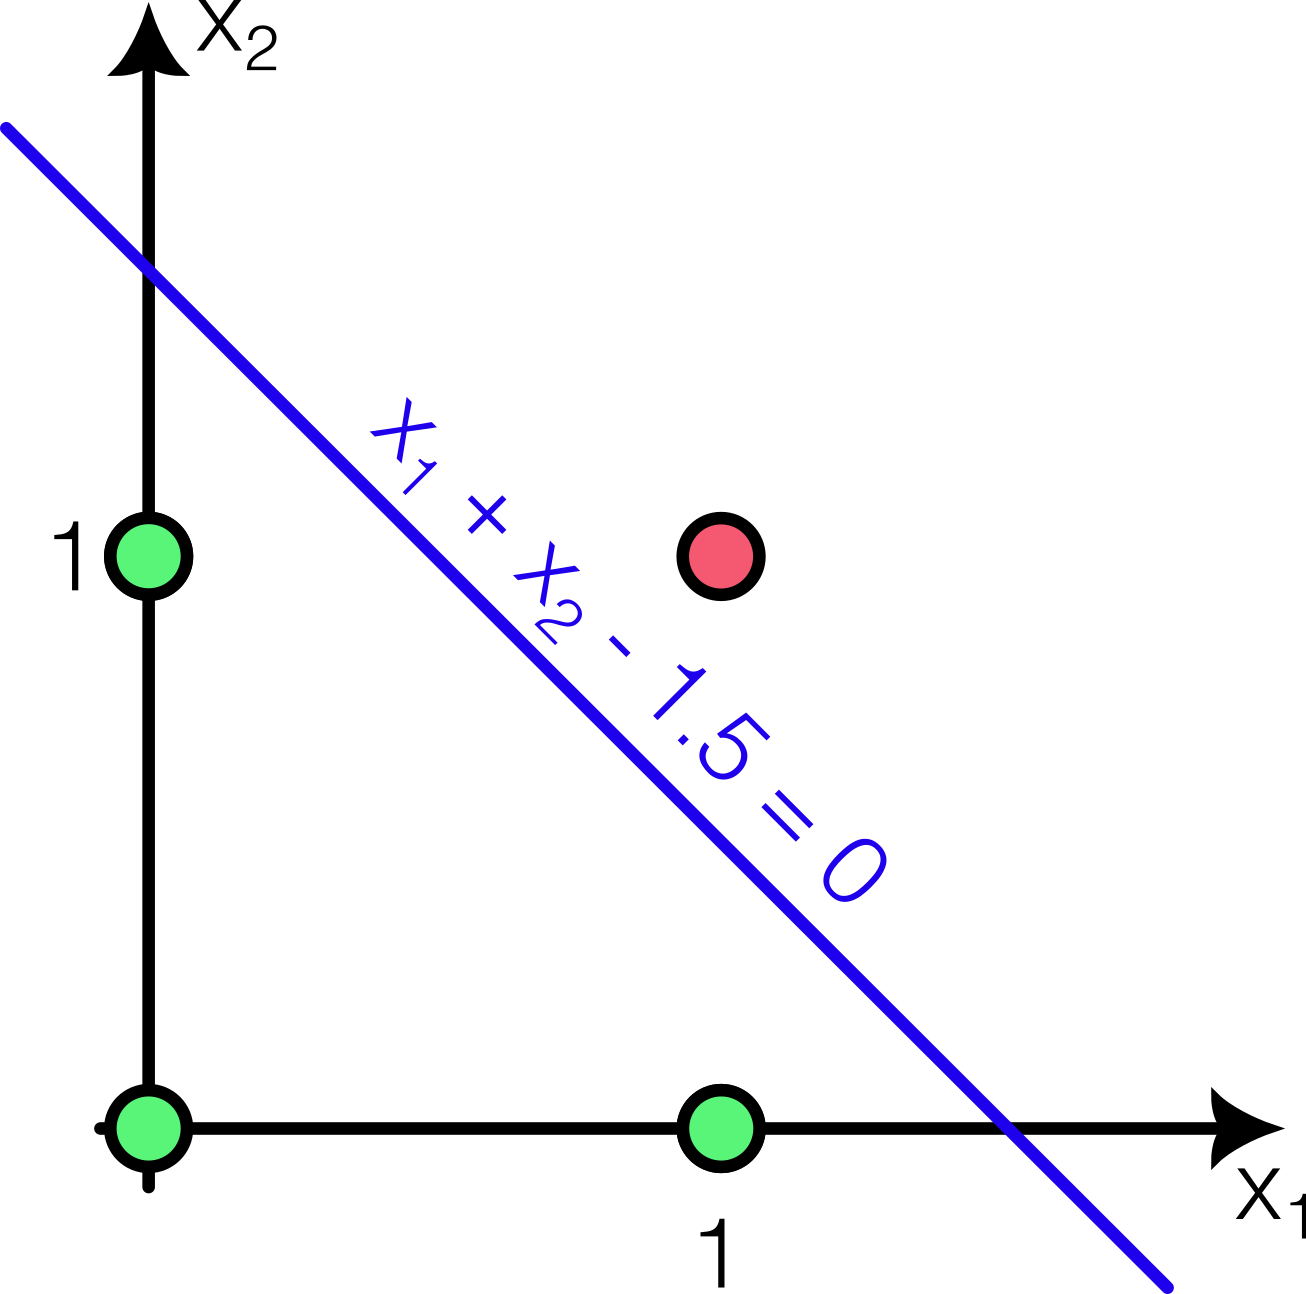 x₂
x₁ + x₂ - 1.5 = 0
1
1
x₁